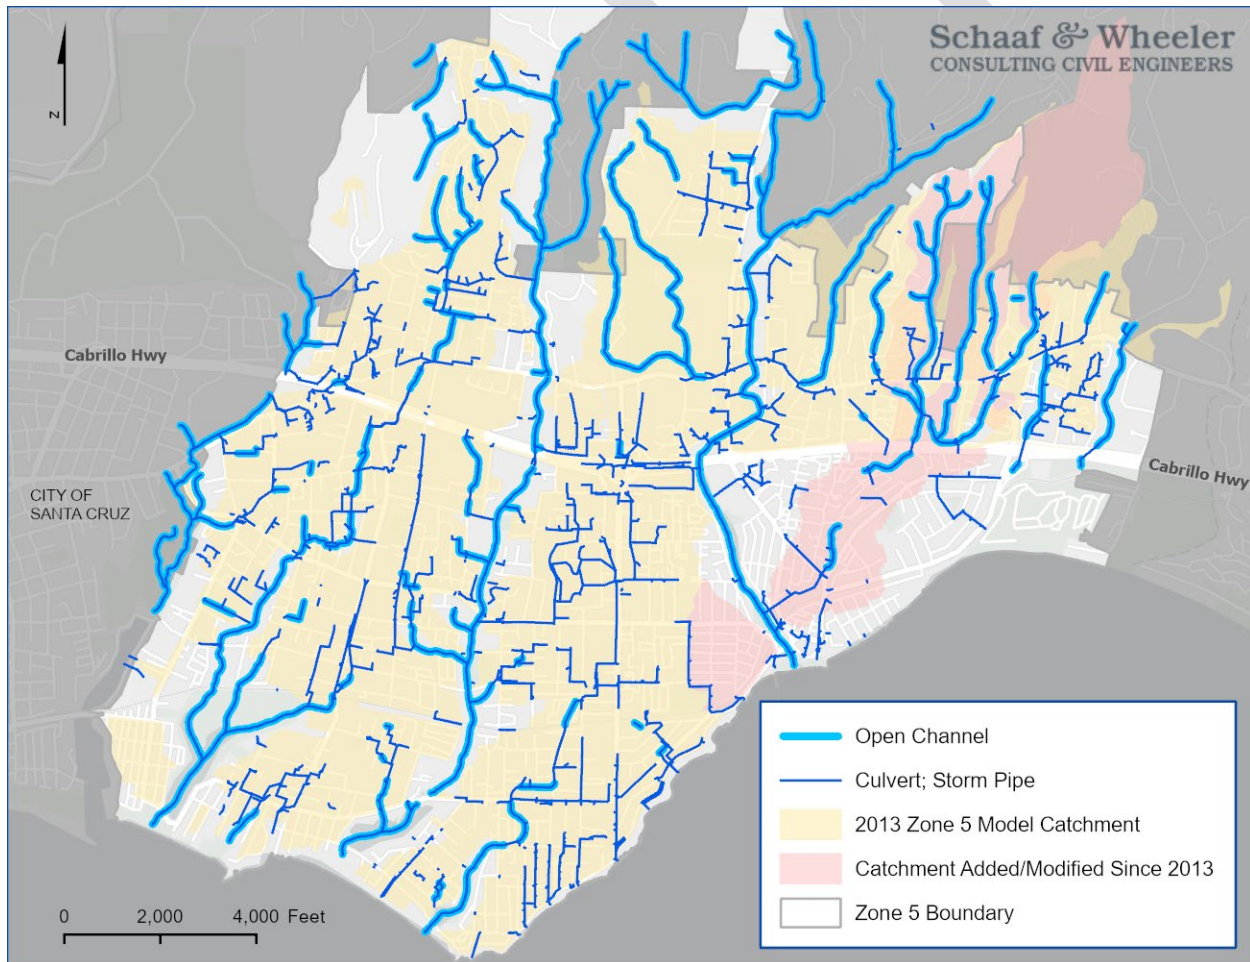 Schaaf & Wheeler
CONSULTING CIVIL ENGINEERS
N
Cabrillo Hwy
Cabrillo Hwy
CITY OF
SANTA CRUZ
Open Channel
Culvert; Storm Pipe
2013 Zone 5 Model Catchment
Catchment Added/Modified Since 2013
Zone 5 Boundary
0 2,000 4,000 Feet